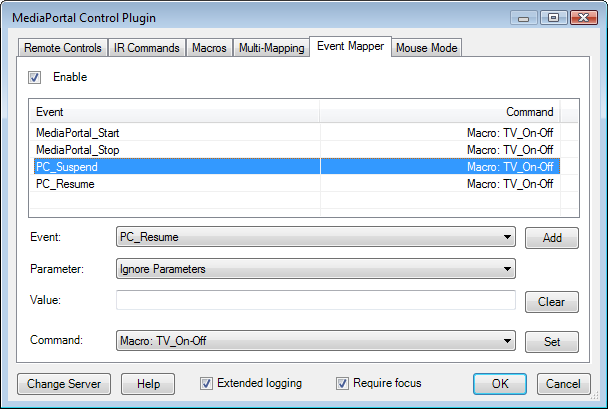 MediaPortal Control Plugin
Remote Controls IR Commands Macros Multi-Mapping Event Mapper Mouse Mode
Enable
Event Command
MediaPortal_Start Macro: TV_On-Off
MediaPortal_Stop Macro: TV_On-Off
PC_Suspend Macro: TV_On-Off
PC_Resume Macro: TV_On-Off
Event: PC_Resume Add
Parameter: Ignore Parameters
Value: Clear
Command: Macro: TV_On-Off Set
Change Server Help Extended logging Require focus OK Cancel